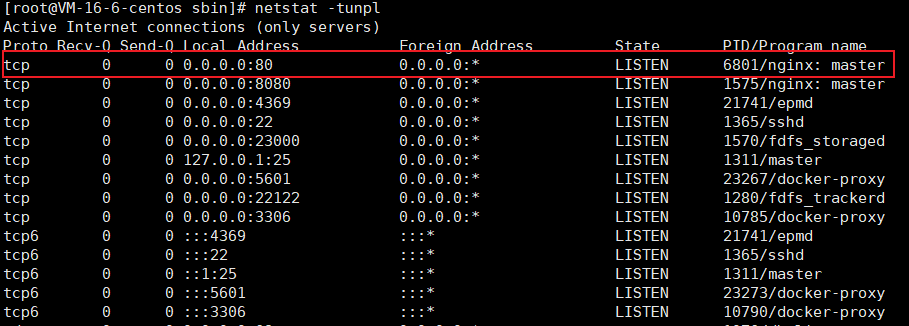 [root@VM-16-6-centos sbin]# netstat -tunpl
Active Internet connections (only servers)
Proto Recv-Q Send-Q Local Address           Foreign Address         State       PID/Program name
tcp        0      0 0.0.0.0:80              0.0.0.0:*               LISTEN      6801/nginx: master
tcp        0      0 0.0.0.0:8080            0.0.0.0:*               LISTEN      1575/nginx: master
tcp        0      0 0.0.0.0:4369            0.0.0.0:*               LISTEN      21741/epmd
tcp        0      0 0.0.0.0:22              0.0.0.0:*               LISTEN      1365/sshd
tcp        0      0 0.0.0.0:23000           0.0.0.0:*               LISTEN      1570/fdfs_storaged
tcp        0      0 127.0.0.1:25            0.0.0.0:*               LISTEN      1311/master
tcp        0      0 0.0.0.0:5601            0.0.0.0:*               LISTEN      23267/docker-proxy
tcp        0      0 0.0.0.0:22122           0.0.0.0:*               LISTEN      1280/fdfs_trackerd
tcp        0      0 0.0.0.0:3306            0.0.0.0:*               LISTEN      10785/docker-proxy
tcp6       0      0 :::4369                 :::*                    LISTEN      21741/epmd
tcp6       0      0 :::22                   :::*                    LISTEN      1365/sshd
tcp6       0      0 ::1:25                  :::*                    LISTEN      1311/master
tcp6       0      0 :::5601                 :::*                    LISTEN      23273/docker-proxy
tcp6       0      0 :::3306                 :::*                    LISTEN      10790/docker-proxy